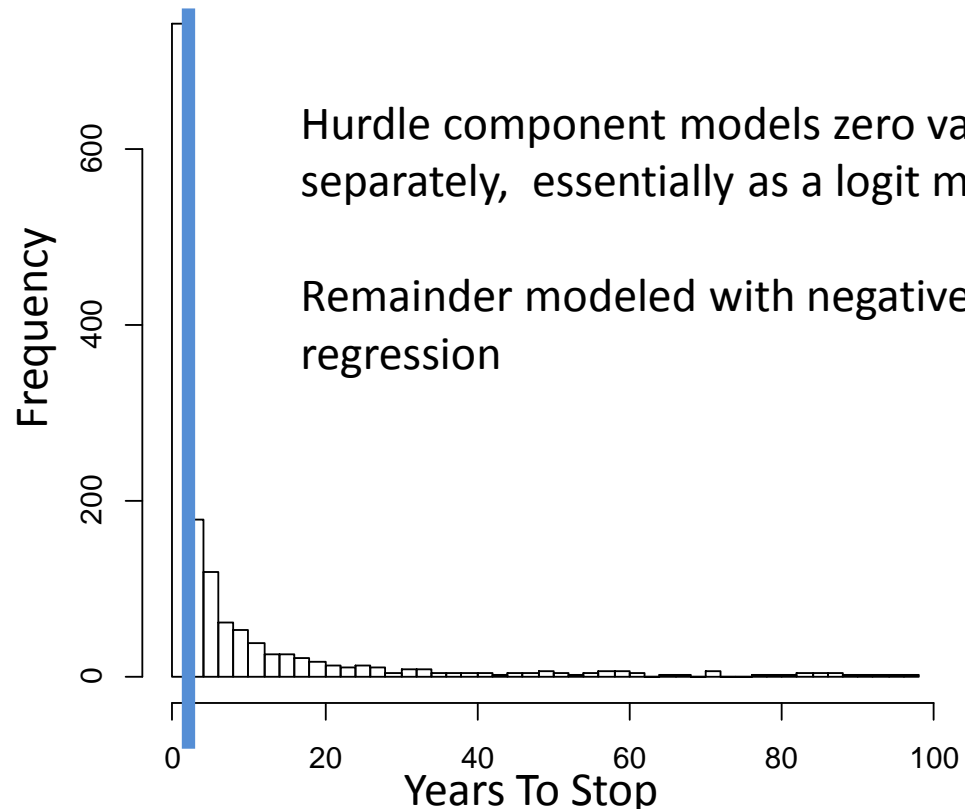 Hurdle component models zero va
separately, essentially as a logit m
Remainder modeled with negative
regression
Frequency
600
400
200
0
0 20 40 60 80 100
Years To Stop